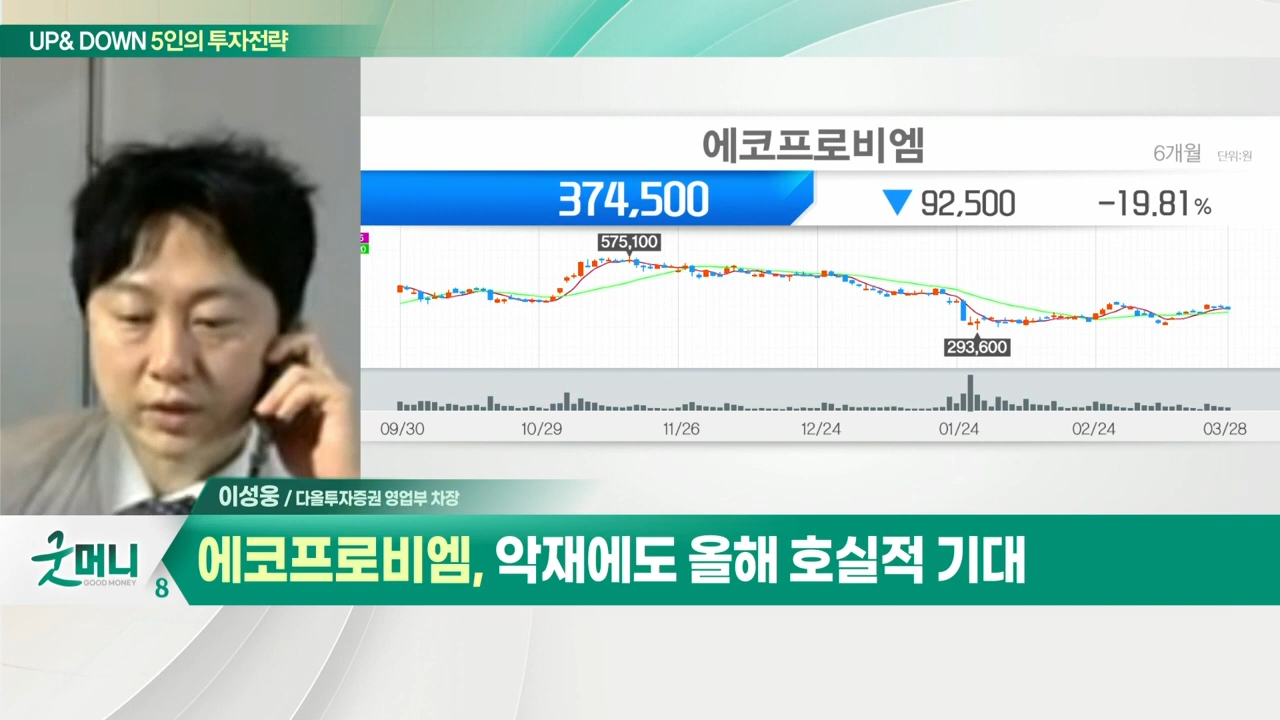 UP& DOWN 5인의 투자전략
에코프로비엠
6개월 단위:원
374,500 ▼ 92,500 -19.81%
575,100
293,600
09/30 10/29 11/26 12/24 01/24 02/24 03/28
이성웅 / 다올투자증권 영업부 차장
굿머니
GOOD MONEY
8
에코프로비엠, 악재에도 올해 호실적 기대